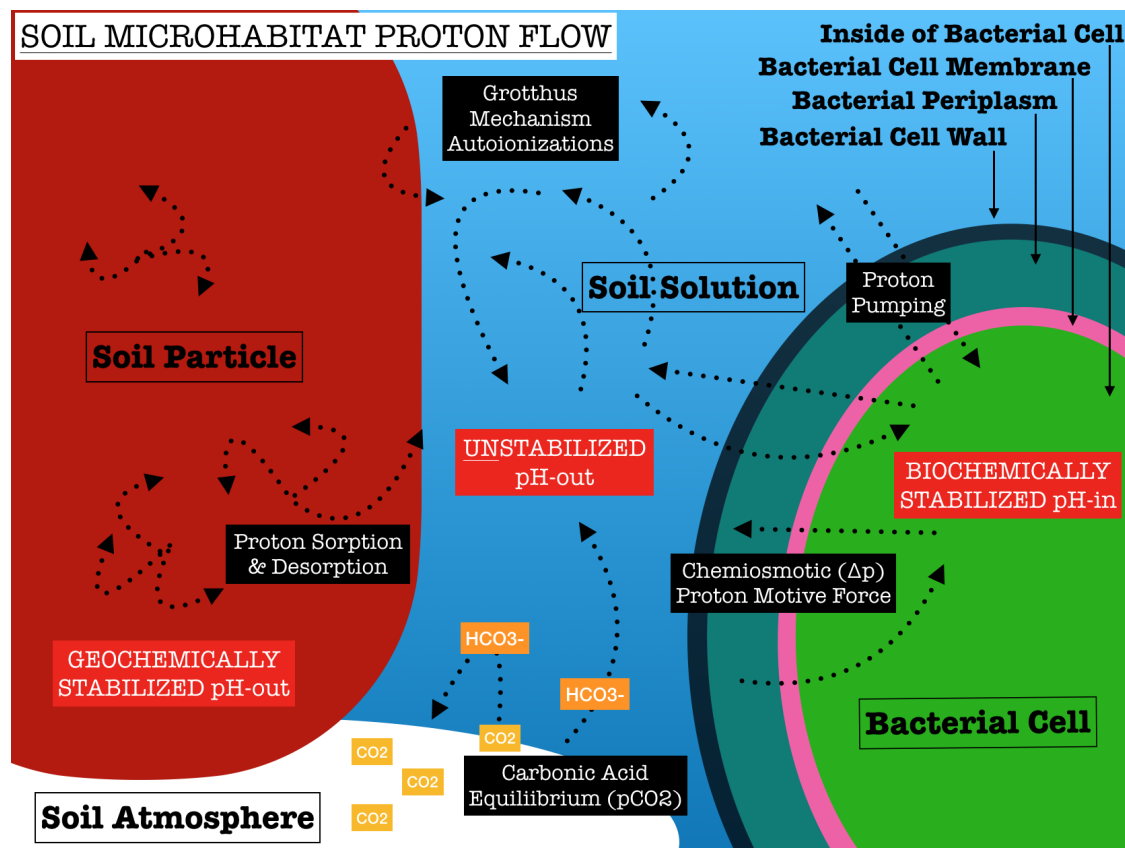 SOIL MICROHABITAT PROTON FLOW
Inside of Bacterial Cell
Bacterial Cell Membrane
Bacterial Periplasm
Bacterial Cell Wall
Grotthus
Mechanism
Autoionizations
Soil Solution
Proton
Pumping
Soil Particle
UNSTABILIZED
pH-out
BIOCHEMICALLY
STABILIZED pH-in
Proton Sorption
& Desorption
Chemiosmotic (Δp)
Proton Motive Force
GEOCHEMICALLY
STABILIZED pH-out
HCO3-
HCO3-
Bacterial Cell
CO2
CO2
CO2
CO2
Carbonic Acid
Equiliibrium (pCO2)
Soil Atmosphere